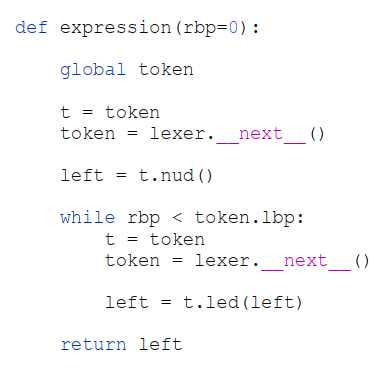 def expression(rbp=0):
    global token
    t = token
    token = lexer.__next__()
    left = t.nud()
    while rbp < token.lbp:
        t = token
        token = lexer.__next__()
        left = t.led(left)
    return left